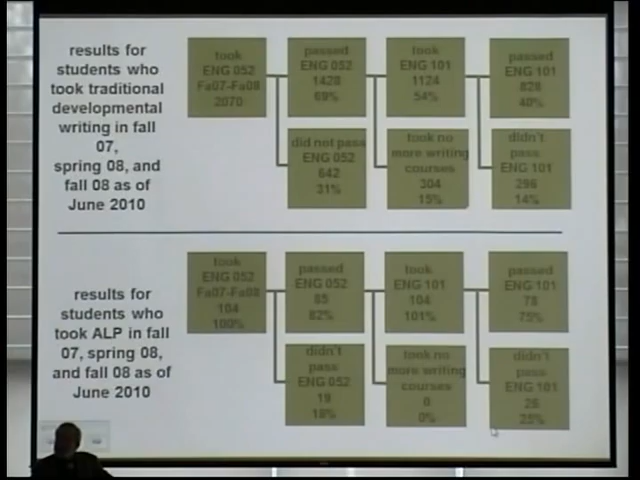 results for
students who
took traditional
developmental
writing in fall
07,
spring 08, and
fall 08 as of
June 2010
took
ENG 052
Fa07-Fa08
2070
passed
ENG 052
1428
69%
took
ENG 101
1124
54%
passed
ENG 101
828
40%
did not pass
ENG 052
642
31%
took no
more writing
courses
304
15%
didn't
pass
ENG 101
296
14%
results for
students who
took ALP in fall
07, spring 08,
and fall 08 as of
June 2010
took
ENG 052
Fa07-Fa08
104
100%
passed
ENG 052
85
82%
took
ENG 101
104
101%
passed
ENG 101
78
75%
didn't
pass
ENG 052
19
18%
took no
more writing
courses
0
0%
didn't
pass
ENG 101
26
25%